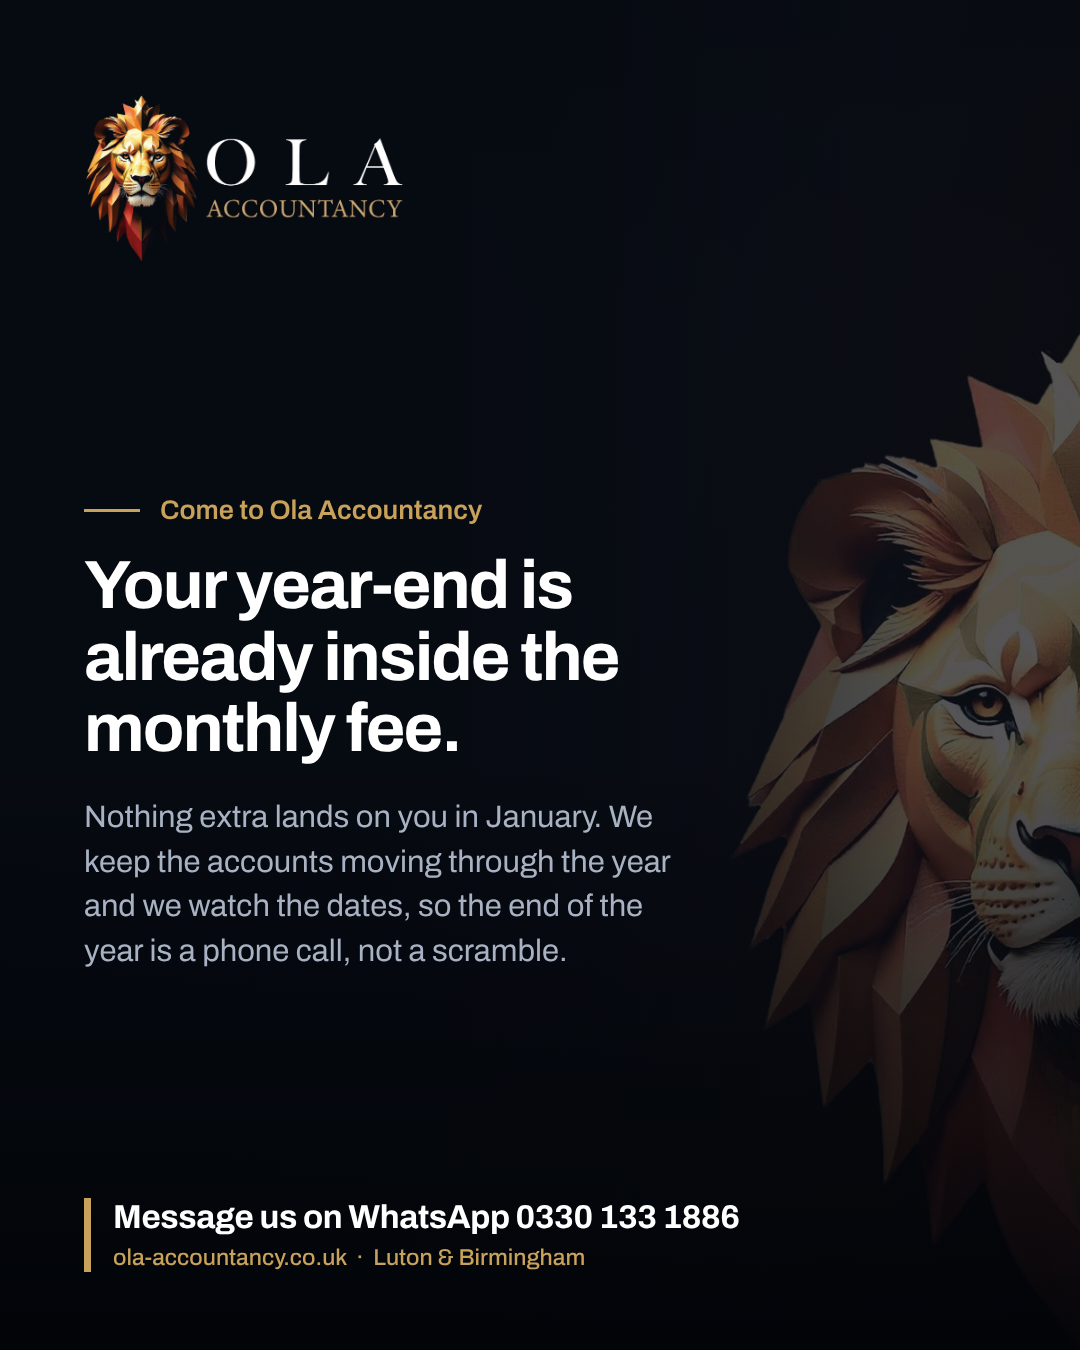 OLA
ACCOUNTANCY
Come to Ola Accountancy
Your year-end is
already inside the
monthly fee.
Nothing extra lands on you in January. We
keep the accounts moving through the year
and we watch the dates, so the end of the
year is a phone call, not a scramble.
Message us on WhatsApp 0330 133 1886
ola-accountancy.co.uk · Luton & Birmingham